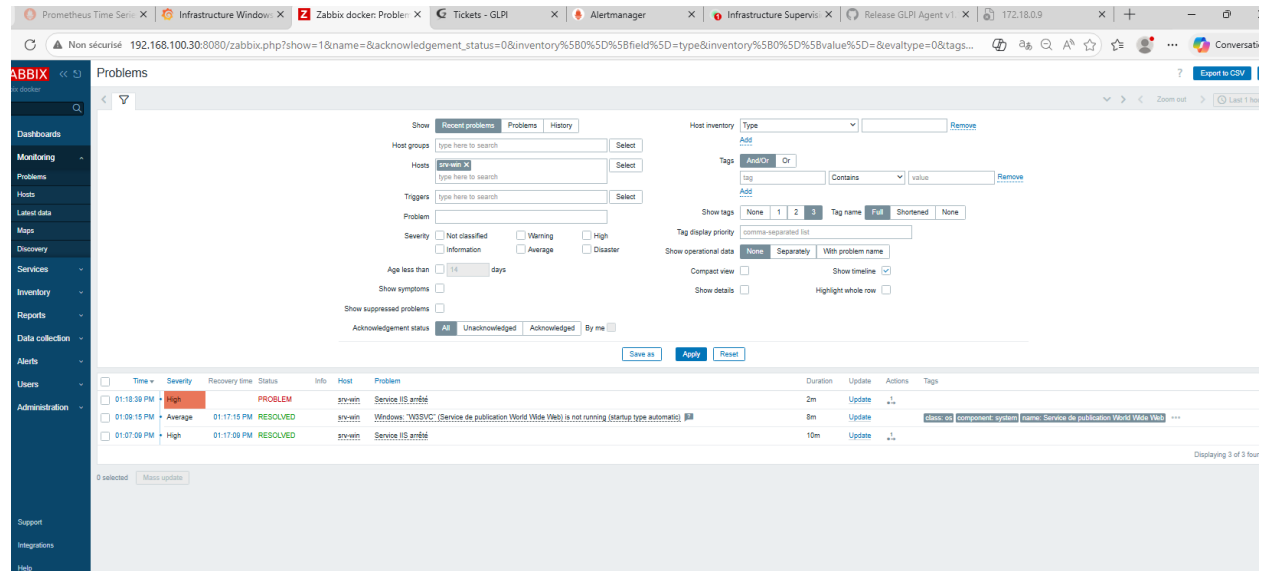 Prometheus Time Serie
Infrastructure Windows
Zabbix docker: Problem
Tickets - GLPI
Alertmanager
Infrastructure Supervis
Release GLPI Agent v1.
172.18.0.9
Non sécurisé 192.168.100.30:8080/zabbix.php?show=1&name=&acknowledgement_status=0&inventory%5B0%5D%5Bfield%5D=type&inventory%5B0%5D%5Bvalue%5D=&evaltype=0&tags...
Conversati
ABBIX
bix docker
Problems
? Export to CSV
Zoom out Last 1 hou
Dashboards
Monitoring
Problems
Hosts
Latest data
Maps
Discovery
Services
Inventory
Reports
Data collection
Alerts
Users
Administration
Support
Integrations
Help
Show Recent problems Problems History
Host groups type here to search Select
Hosts srv-win X Select
type here to search
Triggers type here to search Select
Problem
Severity Not classified Warning High
Information Average Disaster
Age less than 14 days
Show symptoms
Show suppressed problems
Acknowledgement status All Unacknowledged Acknowledged By me
Host inventory Type Remove
Add
Tags And/Or Or
tag Contains value Remove
Add
Show tags None 1 2 3 Tag name Full Shortened None
Tag display priority comma-separated list
Show operational data None Separately With problem name
Compact view Show timeline
Show details Highlight whole row
Save as Apply Reset
Time Severity Recovery time Status Info Host Problem Duration Update Actions Tags
01:18:39 PM High PROBLEM srv-win Service IIS arrêté 2m Update 1
01:09:15 PM Average 01:17:15 PM RESOLVED srv-win Windows: "W3SVC" (Service de publication World Wide Web) is not running (startup type automatic) 8m Update class: os component: system name: Service de publication World Wide Web ...
01:07:09 PM High 01:17:09 PM RESOLVED srv-win Service IIS arrêté 10m Update 1
Displaying 3 of 3 foun
0 selected Mass update